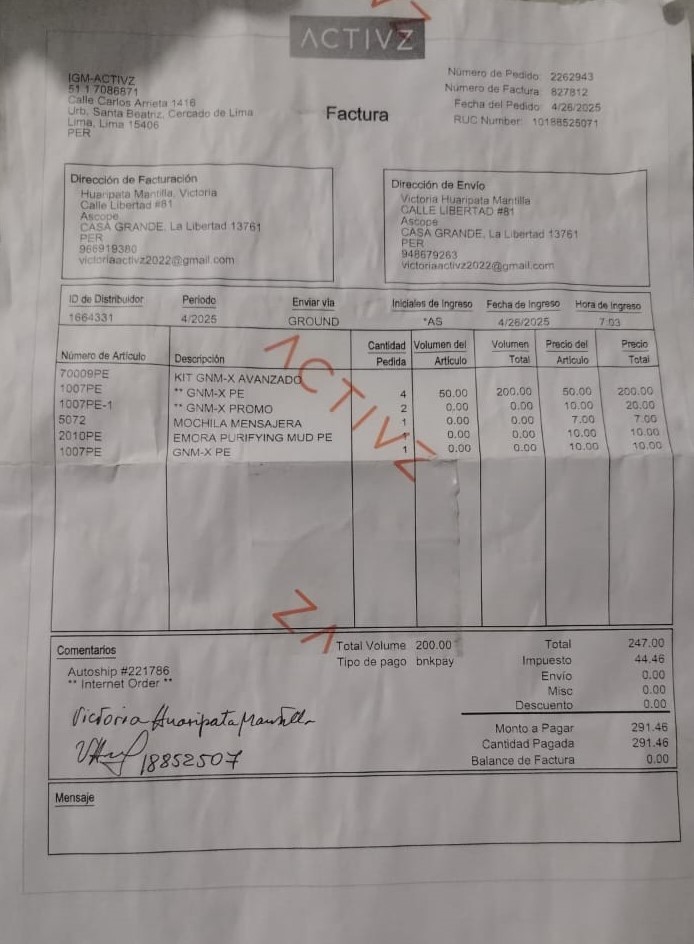 ACTIVZ
IGM-ACTIVZ
51 1 7086871
Calle Carlos Arrieta 1416
Urb. Santa Beatriz, Cercado de Lima
Lima, Lima 15406
PER
Factura
Número de Pedido: 2262943
Número de Factura: 827812
Fecha del Pedido: 4/26/2025
RUC Number: 10188525071
Dirección de Facturación
Huaripata Mantilla, Victoria
Calle Libertad #81
Ascope
CASA GRANDE, La Libertad 13761
PER
966919380
victoriaactivz2022@gmail.com
Dirección de Envío
Victoria Huaripata Mantilla
CALLE LIBERTAD #81
Ascope
CASA GRANDE, La Libertad 13761
PER
948679263
victoriaactivz2022@gmail.com
ID de Distribuidor Periodo Enviar vía Iniciales de Ingreso Fecha de Ingreso Hora de Ingreso
1664331 4/2025 GROUND *AS 4/26/2025 7:03
Número de Artículo Descripción Cantidad Pedida Volumen del Artículo Volumen Total Precio del Artículo Precio Total
70009PE KIT GNM-X AVANZADO
1007PE ** GNM-X PE 4 50.00 200.00 50.00 200.00
1007PE-1 ** GNM-X PROMO 2 0.00 0.00 10.00 20.00
5072 MOCHILA MENSAJERA 1 0.00 0.00 7.00 7.00
2010PE EMORA PURIFYING MUD PE 1 0.00 0.00 10.00 10.00
1007PE GNM-X PE 1 0.00 0.00 10.00 10.00
ACTIVZ
Comentarios
Autoship #221786
** Internet Order **
Victoria Huaripata Mantilla
18852507
Total Volume 200.00
Tipo de pago bnkpay
Total 247.00
Impuesto 44.46
Envío 0.00
Misc 0.00
Descuento 0.00
Monto a Pagar 291.46
Cantidad Pagada 291.46
Balance de Factura 0.00
Mensaje